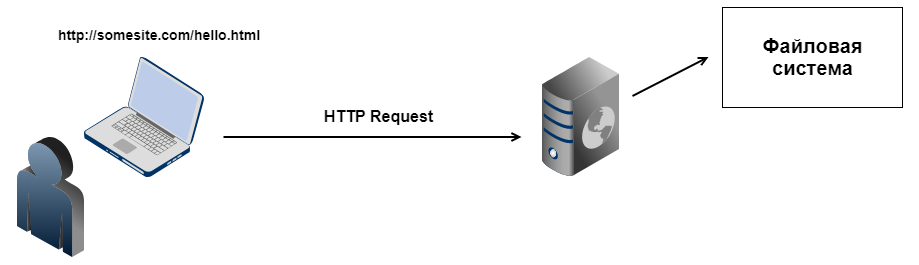 http://somesite.com/hello.html
HTTP Request
Файловая
система